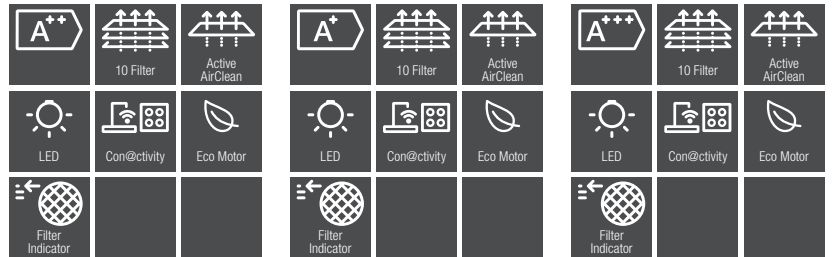 A++
10 Filter
Active
AirClean
LED
Con@ctivity
Eco Motor
Filter
Indicator
A+
10 Filter
Active
AirClean
LED
Con@ctivity
Eco Motor
Filter
Indicator
A+++
10 Filter
Active
AirClean
LED
Con@ctivity
Eco Motor
Filter
Indicator